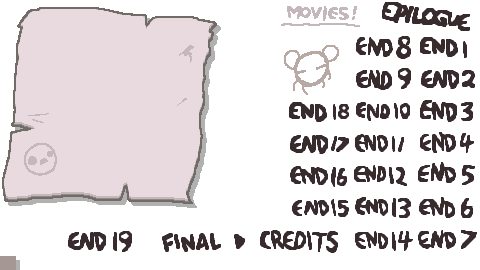 MOVIES! EPILOGUE
END 8 END 1
END 9 END 2
END 18 END 10 END 3
END 17 END 11 END 4
END 16 END 12 END 5
END 15 END 13 END 6
END 19 FINAL CREDITS END 14 END 7